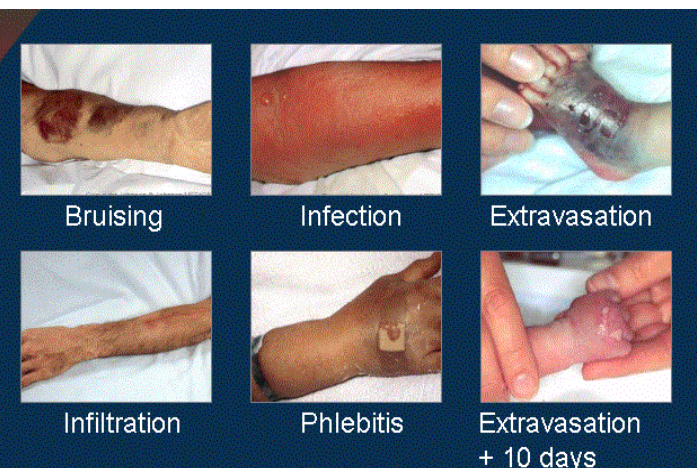 Bruising
Infection
Extravasation
Infiltration
Phlebitis
Extravasation
+ 10 days